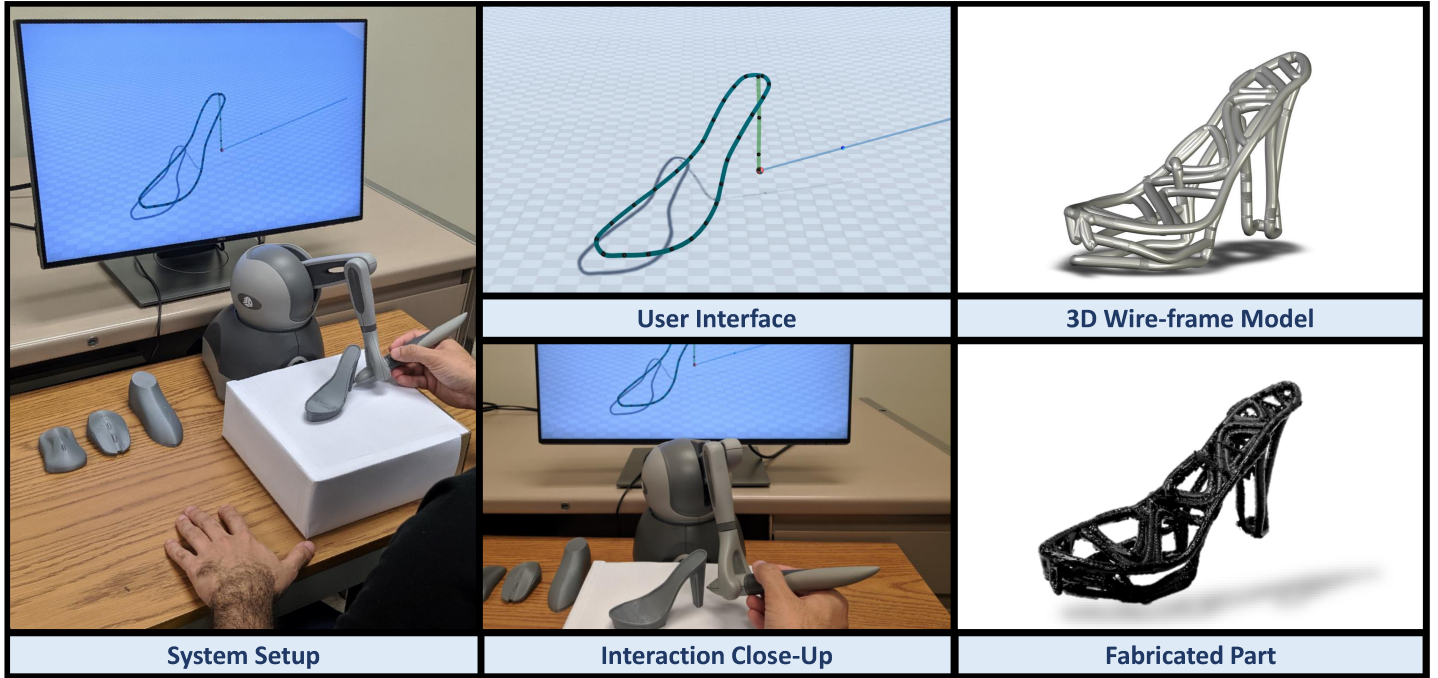 User Interface
3D Wire-frame Model
System Setup
Interaction Close-Up
Fabricated Part